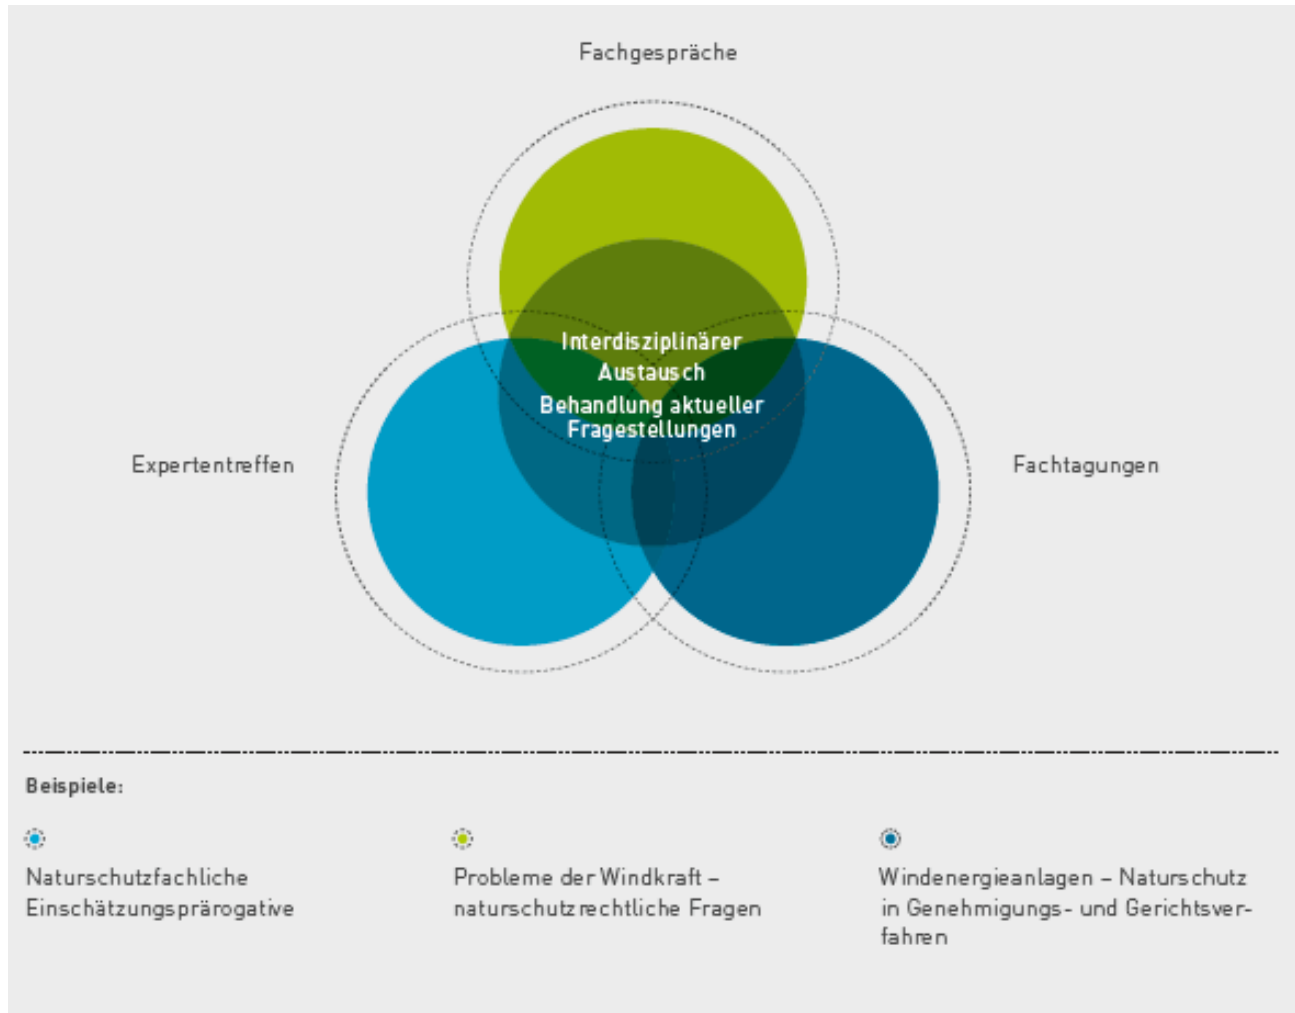 Fachgespräche
Interdisziplinärer
Austausch
Behandlung aktueller
Fragestellungen
Expertentreffen
Fachtagungen
Beispiele:
Naturschutzfachliche
Einschätzungsprärogative
Probleme der Windkraft –
naturschutzrechtliche Fragen
Windenergieanlagen – Naturschutz
in Genehmigungs- und Gerichtsver-
fahren